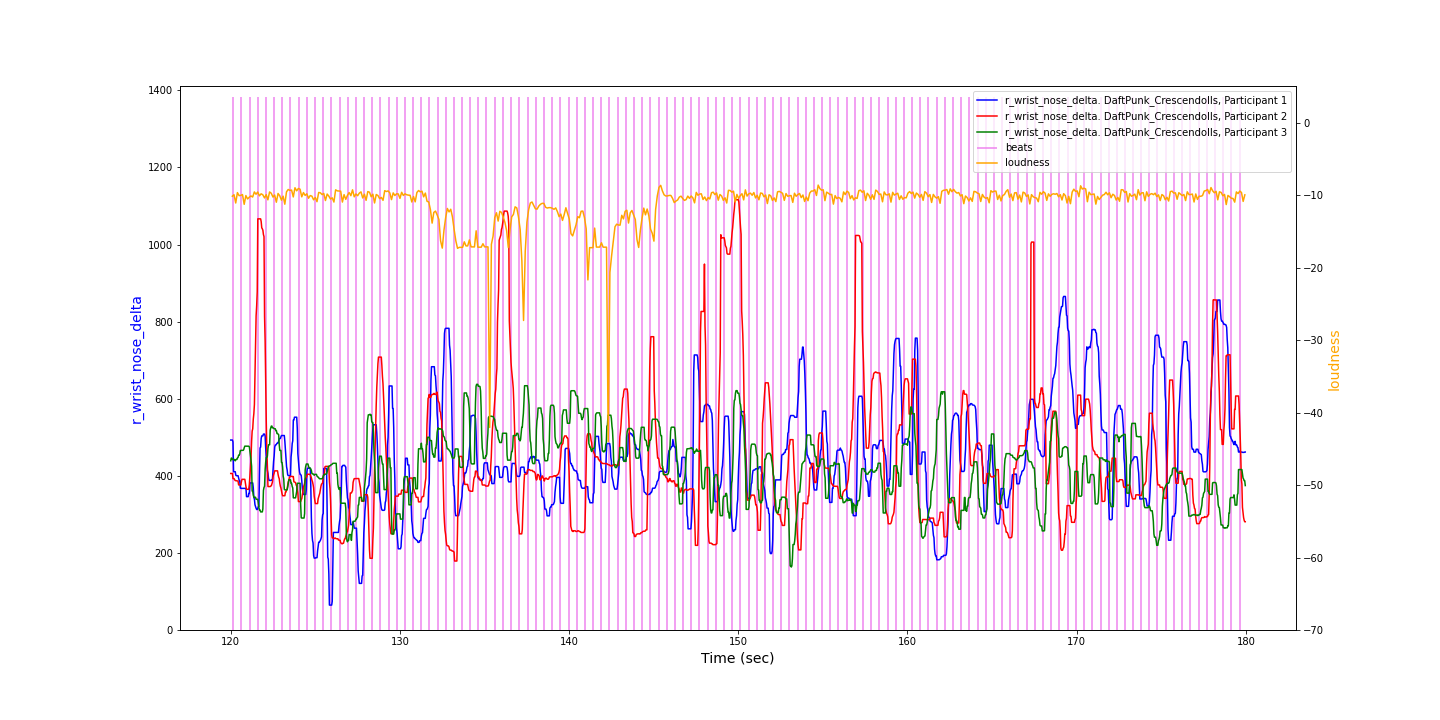 r_wrist_nose_delta. DaftPunk_Crescendolls, Participant 1
r_wrist_nose_delta. DaftPunk_Crescendolls, Participant 2
r_wrist_nose_delta. DaftPunk_Crescendolls, Participant 3
beats
loudness
1400
1200
1000
800
600
400
200
0
r_wrist_nose_delta
0
−10
−20
−30
−40
−50
−60
−70
loudness
120
130
140
150
160
170
180
Time (sec)